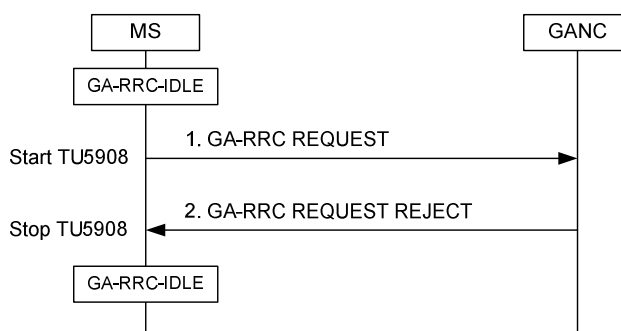 MS
GANC
GA-RRC-IDLE
1. GA-RRC REQUEST
Start TU5908
2. GA-RRC REQUEST REJECT
Stop TU5908
GA-RRC-IDLE